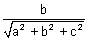 b
√a² + b² + c²